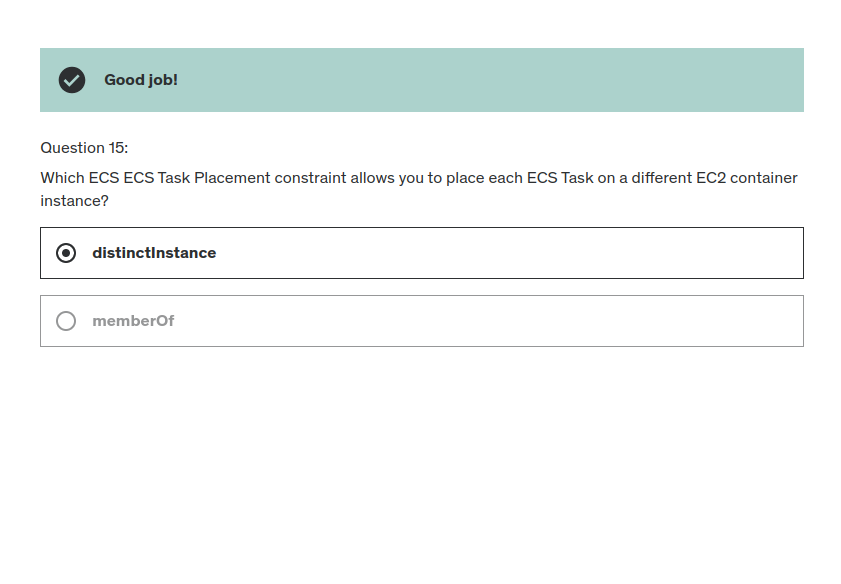 Good job!
Question 15:
Which ECS ECS Task Placement constraint allows you to place each ECS Task on a different EC2 container
instance?
distinctInstance
memberOf